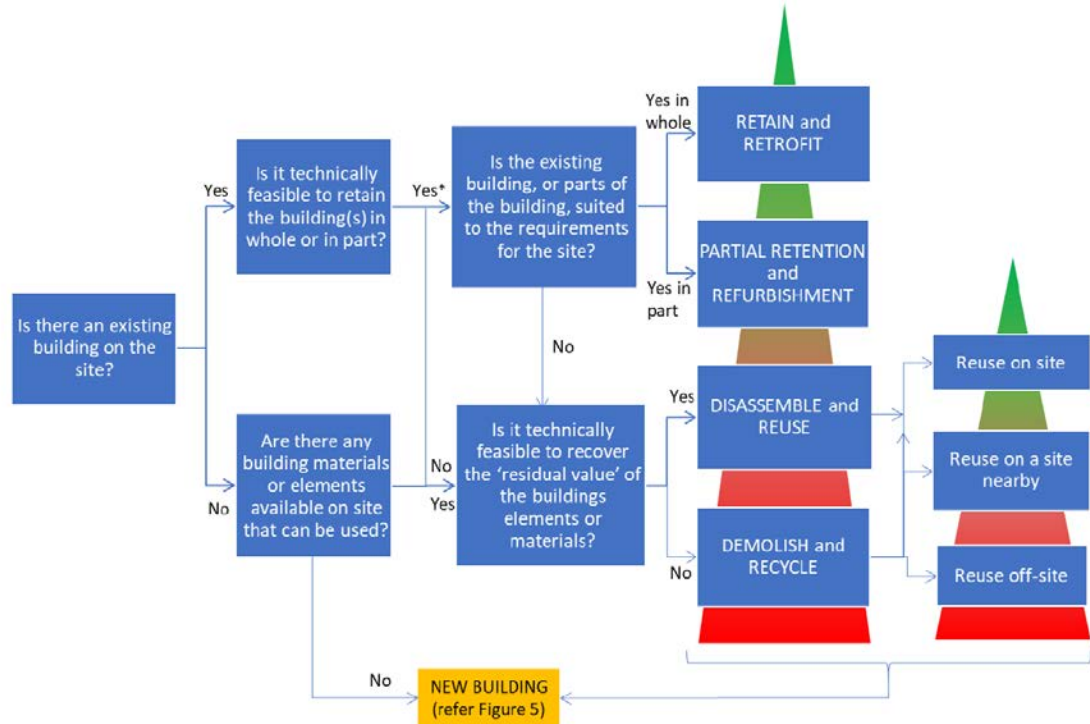 Is there an existing
building on the
site?
Yes
No
Is it technically
feasible to retain
the building(s) in
whole or in part?
Are there any
building materials
or elements
available on site
that can be used?
Yes*
No
Yes
Is the existing
building, or parts of
the building, suited
to the requirements
for the site?
No
Is it technically
feasible to recover
the ‘residual value’ of
the buildings
elements or
materials?
Yes in
whole
Yes in
part
Yes
No
RETAIN and
RETROFIT
PARTIAL RETENTION
and
REFURBISHMENT
DISASSEMBLE and
REUSE
DEMOLISH and
RECYCLE
Reuse on site
Reuse on a site
nearby
Reuse off-site
No
NEW BUILDING
(refer Figure 5)